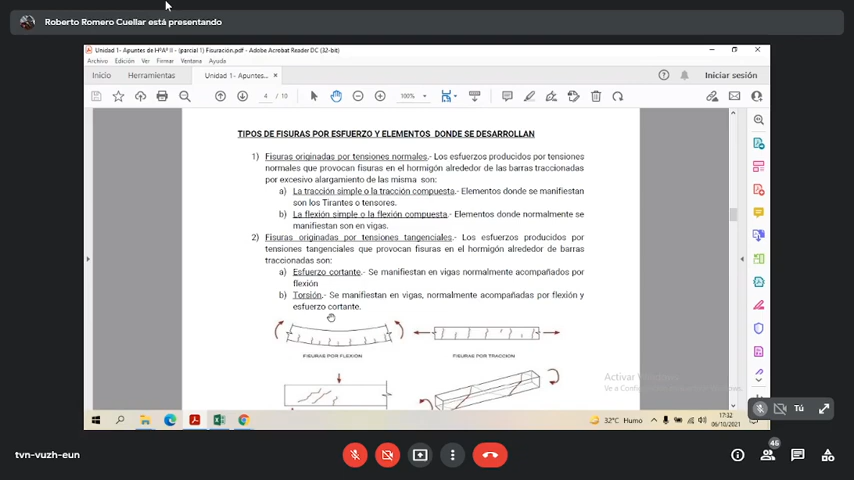 Roberto Romero Cuellar está presentando
Unidad 1- Apuntes de HºAº II - (parcial 1) Fisuración.pdf - Adobe Acrobat Reader DC (32-bit)
Archivo Edición Ver Firmar Ventana Ayuda
Inicio Herramientas Unidad 1- Apuntes... × Iniciar sesión
4 / 10 100%
TIPOS DE FISURAS POR ESFUERZO Y ELEMENTOS DONDE SE DESARROLLAN
1) Fisuras originadas por tensiones normales.- Los esfuerzos producidos por tensiones
normales que provocan fisuras en el hormigón alrededor de las barras traccionadas
por excesivo alargamiento de las misma son:
a) La tracción simple o la tracción compuesta.- Elementos donde se manifiestan
son los Tirantes o tensores.
b) La flexión simple o la flexión compuesta.- Elementos donde normalmente se
manifiestan son en vigas.
2) Fisuras originadas por tensiones tangenciales.- Los esfuerzos producidos por
tensiones tangenciales que provocan fisuras en el hormigón alrededor de barras
traccionadas son:
a) Esfuerzo cortante.- Se manifiestan en vigas normalmente acompañados por
flexión
b) Torsión.- Se manifiestan en vigas, normalmente acompañadas por flexión y
esfuerzo cortante.
FISURAS POR FLEXION FISURAS POR TRACCION
Activar Windows
Ve a
Tú
32°C Humo 17:32
08/10/2021
tvn-vuzh-eun
46